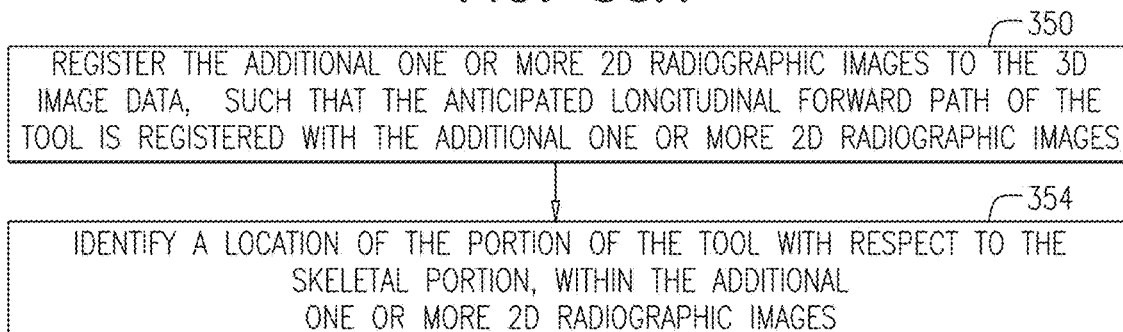 350
REGISTER THE ADDITIONAL ONE OR MORE 2D RADIOGRAPHIC IMAGES TO THE 3D
IMAGE DATA, SUCH THAT THE ANTICIPATED LONGITUDINAL FORWARD PATH OF THE
TOOL IS REGISTERED WITH THE ADDITIONAL ONE OR MORE 2D RADIOGRAPHIC IMAGES
354
IDENTIFY A LOCATION OF THE PORTION OF THE TOOL WITH RESPECT TO THE
SKELETAL PORTION, WITHIN THE ADDITIONAL
ONE OR MORE 2D RADIOGRAPHIC IMAGES